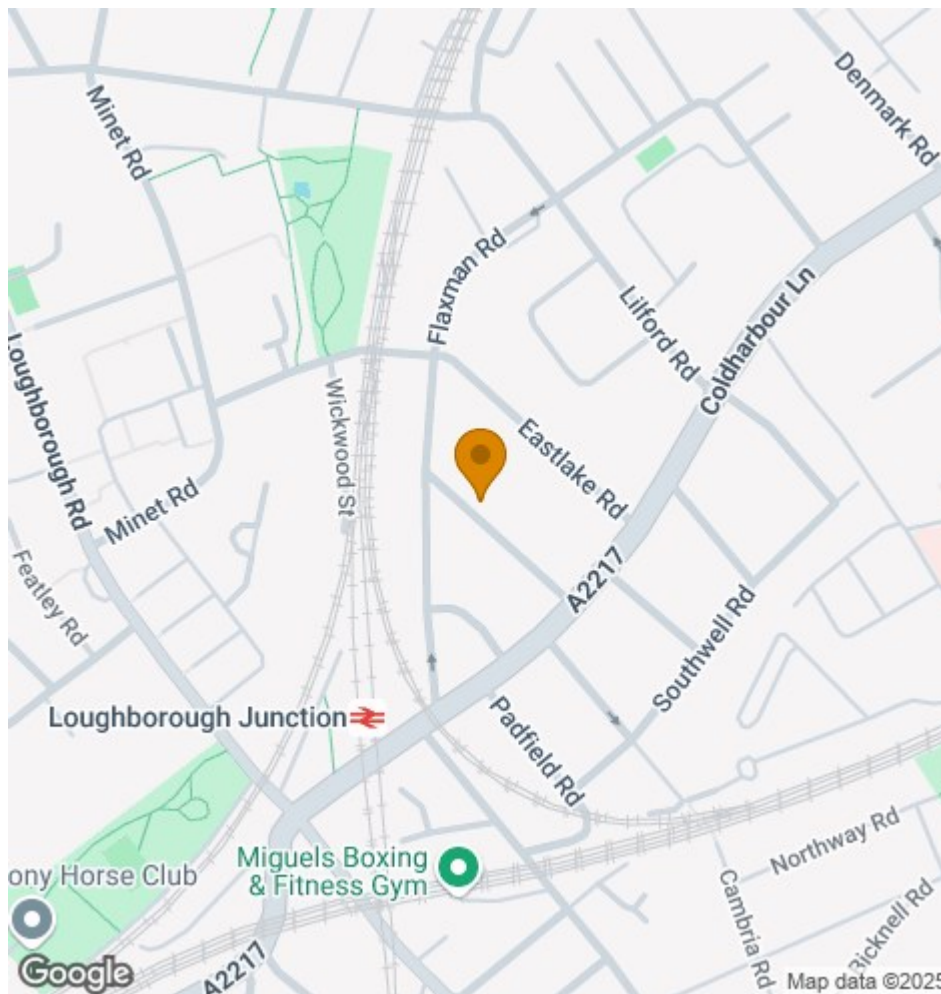 Denmark Rd
Minet Rd
Flaxman Rd
Lilford Rd
Coldharbour Ln
Loughborough Rd
Wickwood St
Eastlake Rd
Minet Rd
Featley Rd
A2217
Southwell Rd
Loughborough Junction
Padfield Rd
Miguels Boxing
& Fitness Gym
ony Horse Club
Northway Rd
Cambria Rd
Bicknell Rd
A2217
Google
Map data ©2025